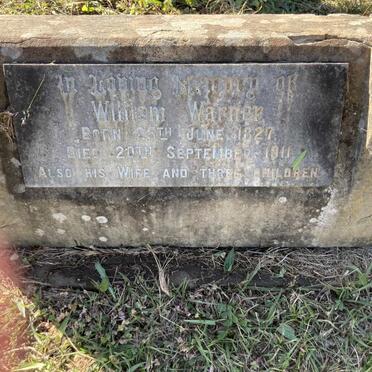 In Loving Memory of
William Warner
Born 25th June 1827
Died 20th September 1911
Also his Wife and three children